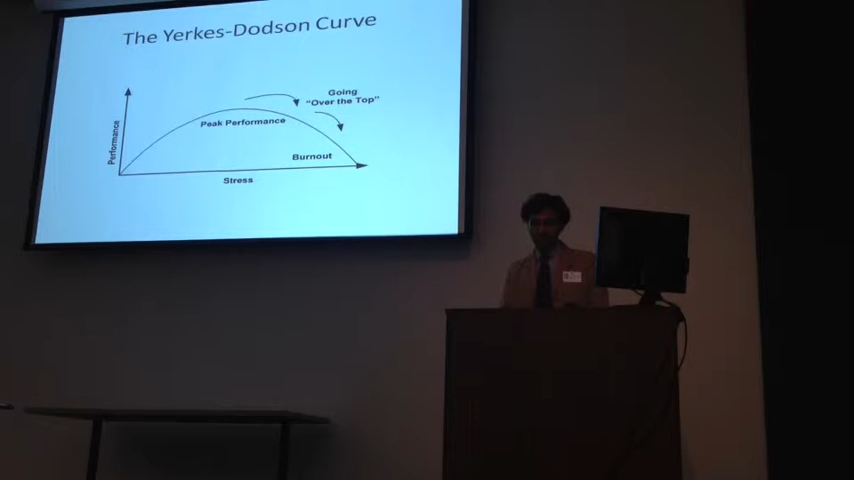 The Yerkes-Dodson Curve
Going
"Over the Top"
Peak Performance
Performance
Burnout
Stress